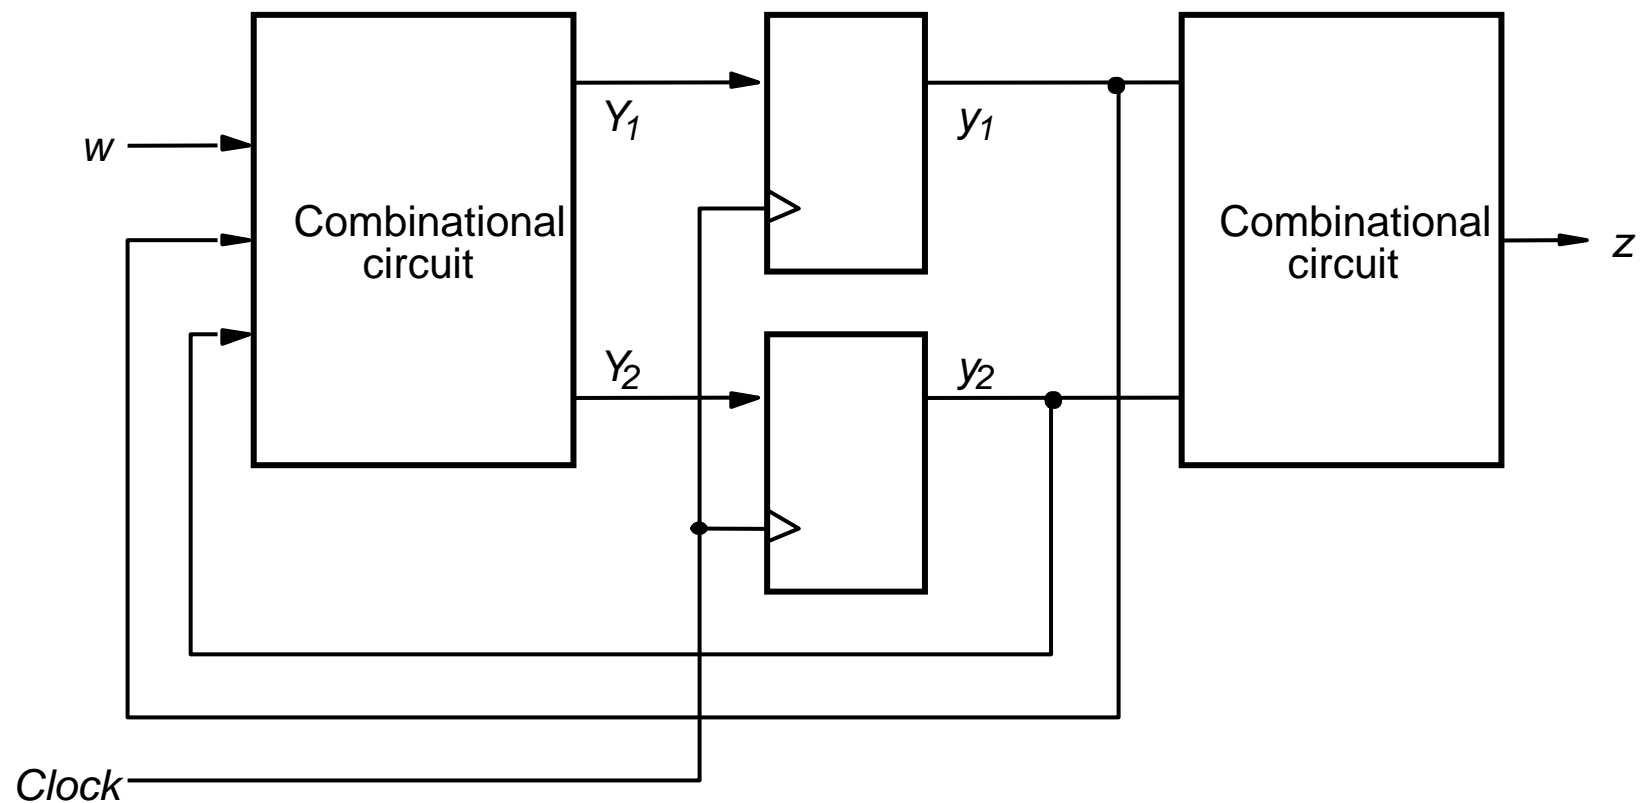 w
Combinational
circuit
Y1
y1
Combinational
circuit
z
Y2
y2
Clock